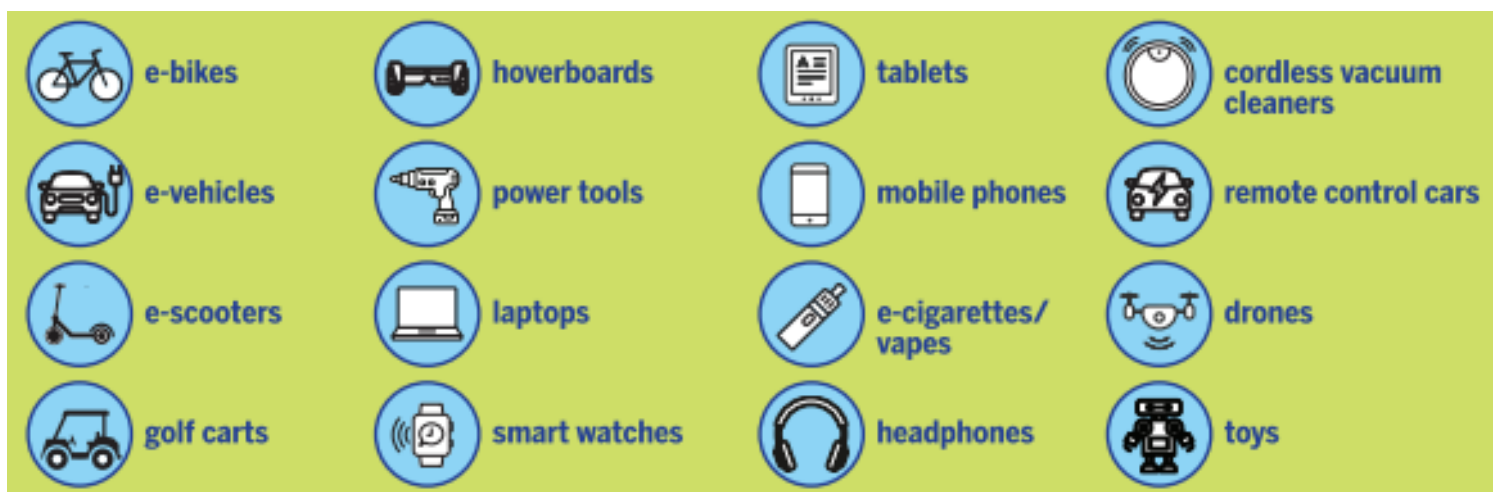 e-bikes
hoverboards
tablets
cordless vacuum
cleaners
e-vehicles
power tools
mobile phones
remote control cars
e-scooters
laptops
e-cigarettes/
vapes
drones
golf carts
smart watches
headphones
toys